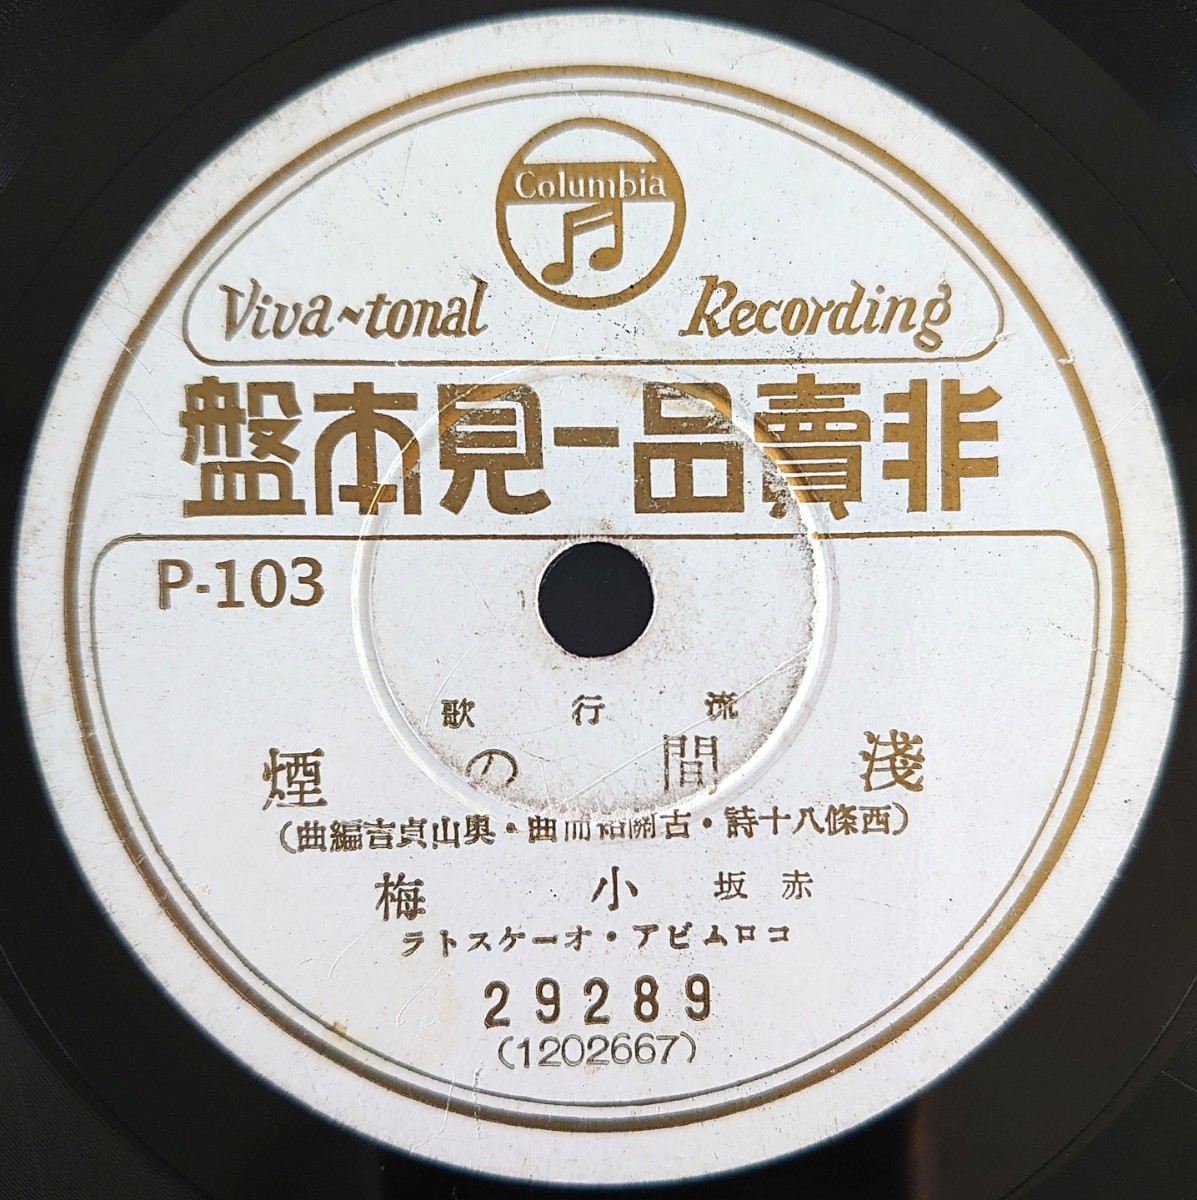 Columbia
Viva-tonal Recording
非賣品―見本盤
P-103
流行歌
淺間の煙
(西條八十詩・古關裕而曲・奥山貞吉編曲)
赤坂 小梅
コロムビア・オーケストラ
29289
(1202667)